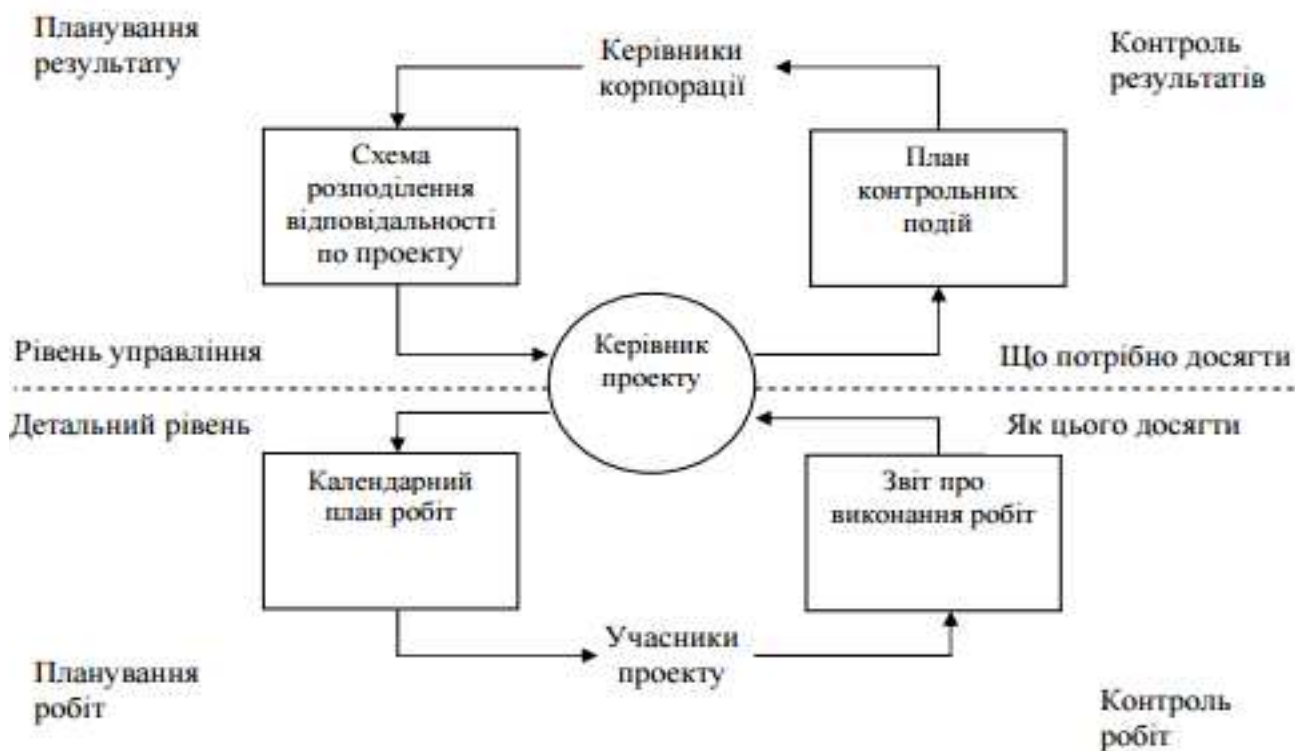 Планування
результату
Керівники
корпорації
Контроль
результатів
Схема
розподілення
відповідальності
по проекту
План
контрольних
подій
Рівень управління
Керівник
проекту
Що потрібно досягти
Детальний рівень
Як цього досягти
Календарний
план робіт
Звіт про
виконання робіт
Учасники
проекту
Планування
робіт
Контроль
робіт